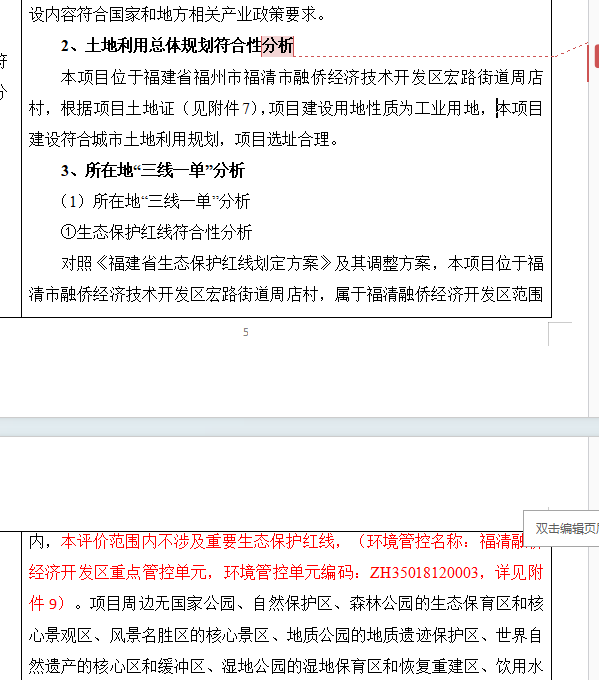 设内容符合国家和地方相关产业政策要求。
2、土地利用总体规划符合性分析
本项目位于福建省福州市福清市融侨经济技术开发区宏路街道周店
村，根据项目土地证（见附件7），项目建设用地性质为工业用地，本项目
建设符合城市土地利用规划，项目选址合理。
3、所在地“三线一单”分析
（1）所在地“三线一单”分析
①生态保护红线符合性分析
对照《福建省生态保护红线划定方案》及其调整方案，本项目位于福
清市融侨经济技术开发区宏路街道周店村，属于福清融侨经济开发区范围
5
双击编辑页
内，本评价范围内不涉及重要生态保护红线，（环境管控名称：福清融侨
经济开发区重点管控单元，环境管控单元编码：ZH35018120003，详见附
件 9）。项目周边无国家公园、自然保护区、森林公园的生态保育区和核
心景观区、风景名胜区的核心景区、地质公园的地质遗迹保护区、世界自
然遗产的核心区和缓冲区、湿地公园的湿地保育区和恢复重建区、饮用水